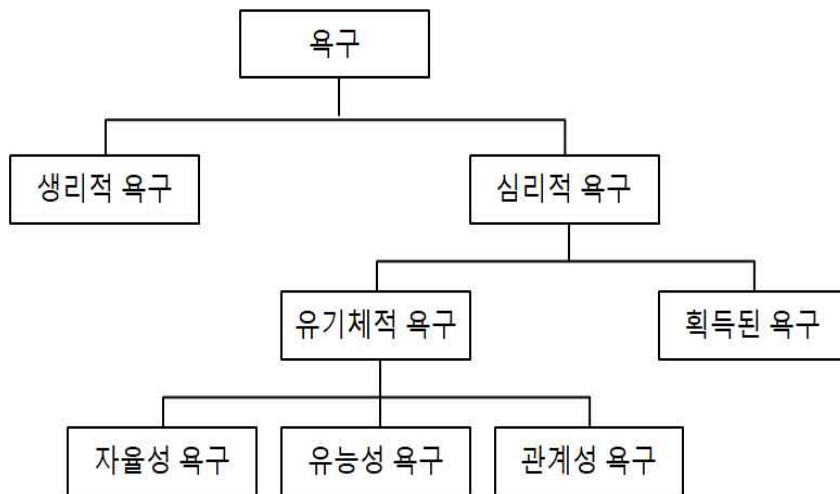 욕구
생리적 욕구
심리적 욕구
유기체적 욕구
획득된 욕구
자율성 욕구
유능성 욕구
관계성 욕구